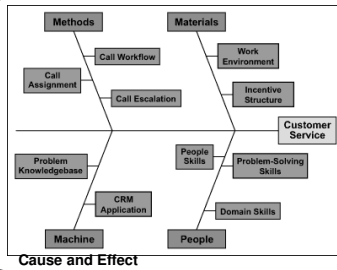 Methods
Materials
Call Workflow
Work
Environment
Call
Assignment
Call Escalation
Incentive
Structure
Customer
Service
People
Skills
Problem
Knowledgebase
Problem-Solving
Skills
CRM
Application
Domain Skills
Machine
People
Cause and Effect